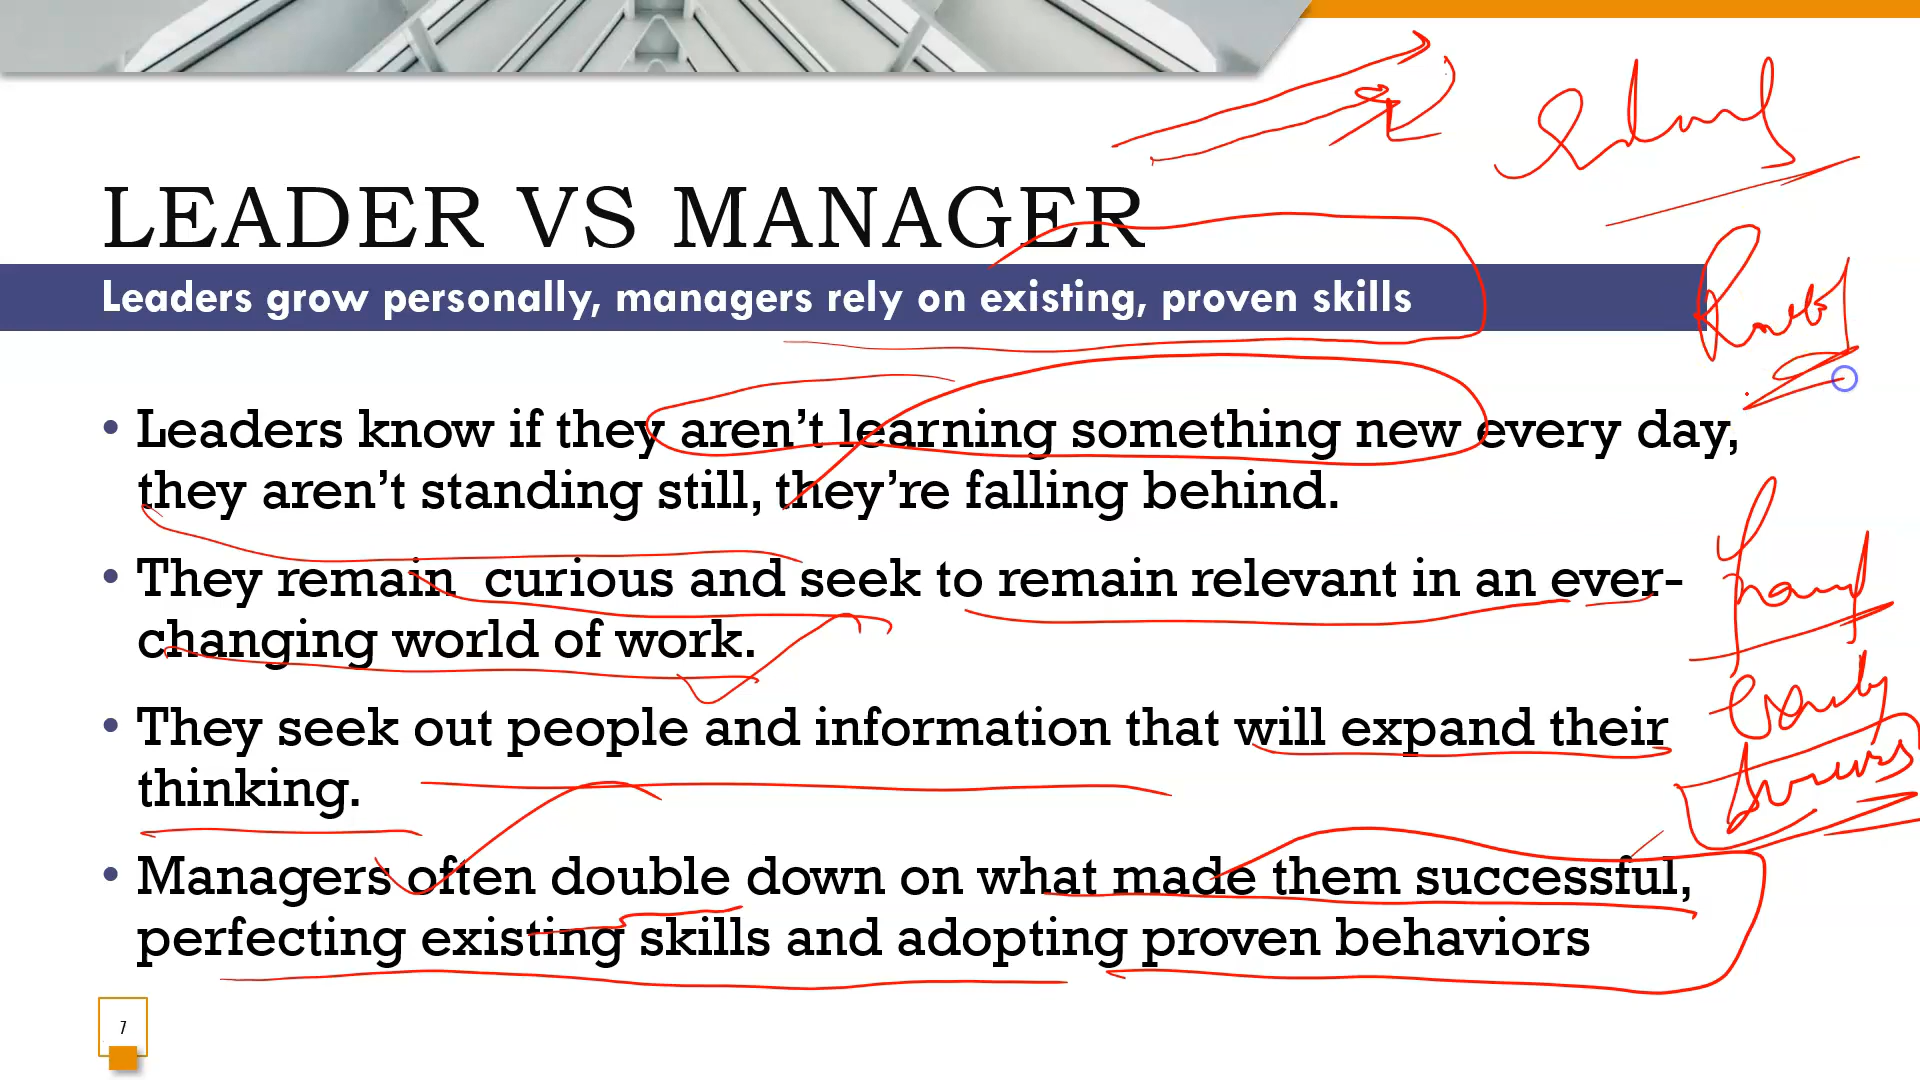 LEADER VS MANAGER
Leaders grow personally, managers rely on existing, proven skills
• Leaders know if they aren’t learning something new every day,
they aren’t standing still, they’re falling behind.
• They remain  curious and seek to remain relevant in an ever-
changing world of work.
• They seek out people and information that will expand their
thinking.
• Managers often double down on what made them successful,
perfecting existing skills and adopting proven behaviors
7